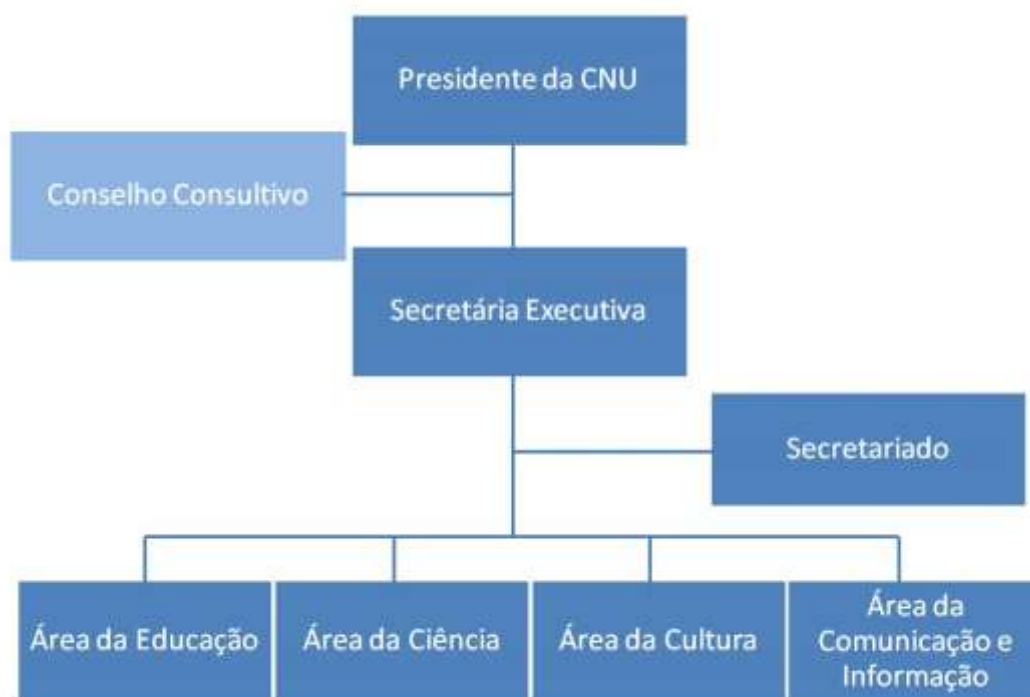 Presidente da CNU
Conselho Consultivo
Secretária Executiva
Secretariado
Área da Educação
Área da Ciência
Área da Cultura
Área da
Comunicação e
Informação